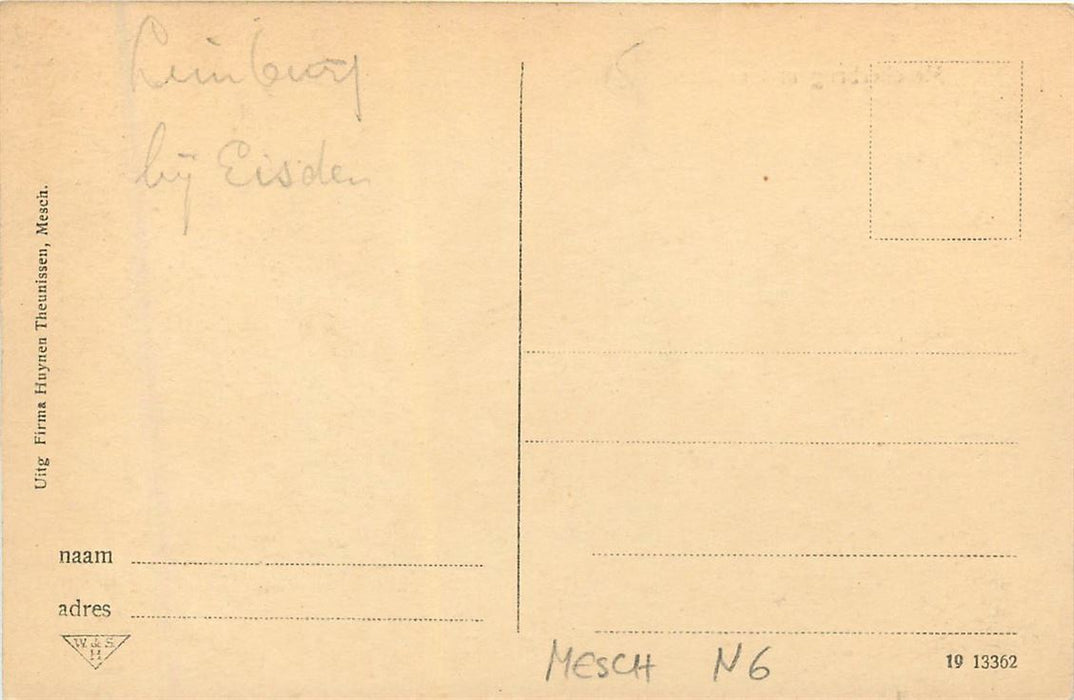 Limburg
bij Eisden
Uitg Firma Huynen Theunissen, Mesch.
naam
adres
W. & S.
H
MESCH N6
19 13362